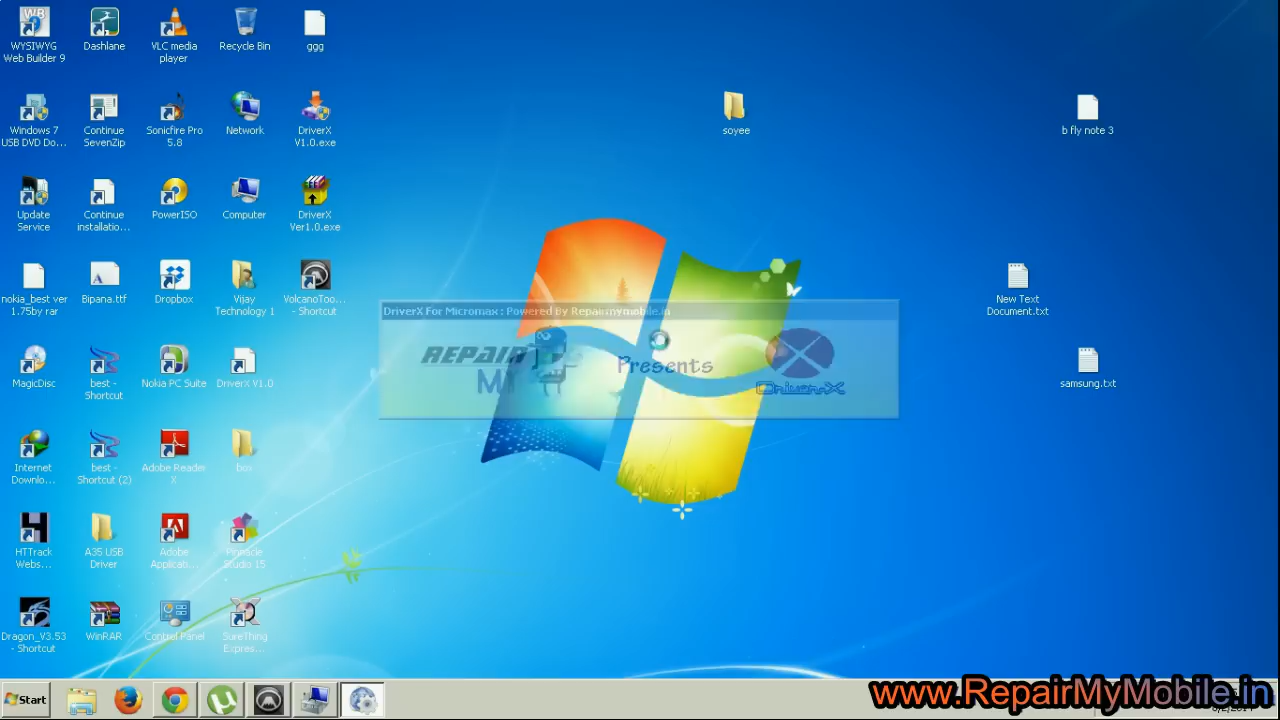 WYSIWYG
Web Builder 9
Dashlane
VLC media
player
Recycle Bin
ggg
Windows 7
USB DVD Do...
Continue
SevenZip
Sonicfire Pro
5.8
Network
DriverX
V1.0.exe
soyee
b fly note 3
Update
Service
Continue
installatio...
PowerISO
Computer
DriverX
Ver1.0.exe
nokia_best ver
1.75by rar
Bipana.ttf
Dropbox
Vijay
Technology 1
VolcanoToo...
- Shortcut
New Text
Document.txt
DriverX For Micromax : Powered By Repairmymobile.in
REPAIR
MY
Presents
Driver-X
MagicDisc
best -
Shortcut
Nokia PC Suite
DriverX V1.0
samsung.txt
Internet
Downlo...
best -
Shortcut (2)
Adobe Reader
X
box
HTTrack
Webs...
A35 USB
Driver
Adobe
Applicati...
Pinnacle
Studio 15
Dragon_V3.53
- Shortcut
WinRAR
Control Panel
SureThing
Expres...
Start
www.RepairMyMobile.in